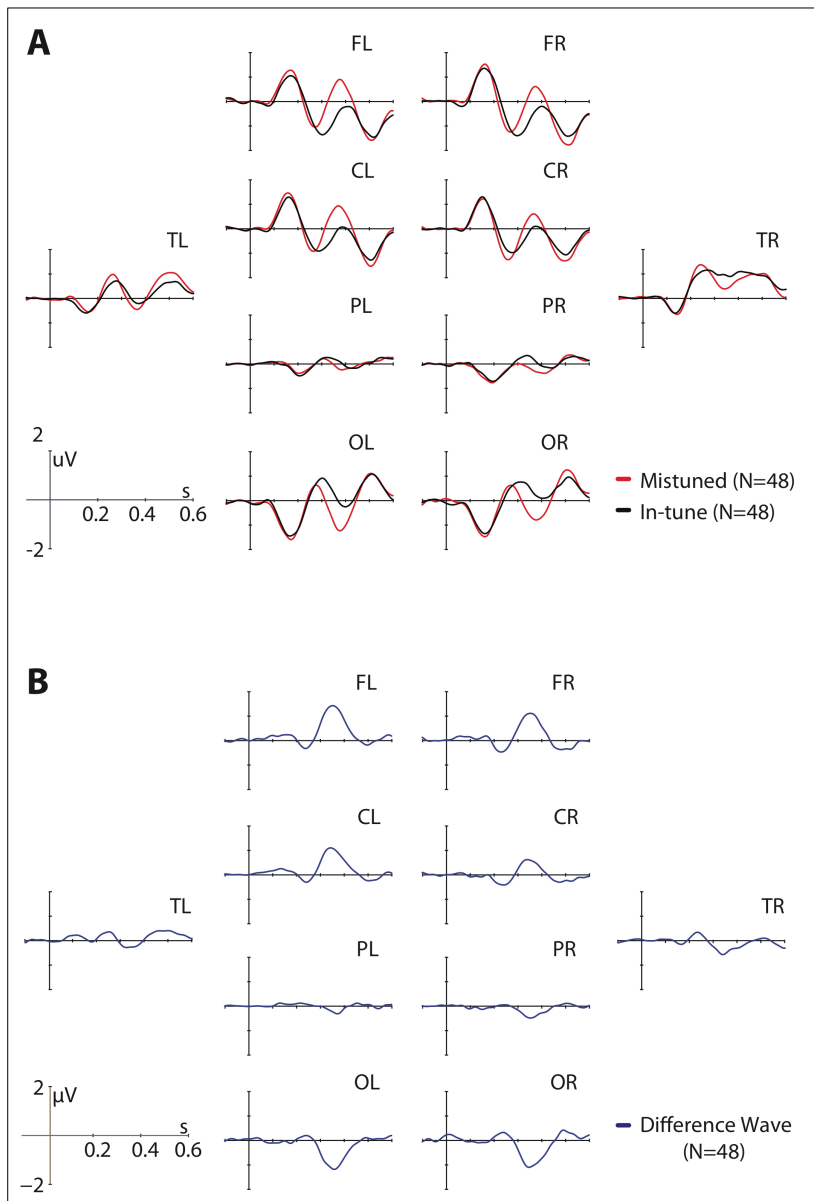 A
FL
FR
CL
CR
TL
TR
PL
PR
OL
OR
2
uV
s
0.2 0.4 0.6
-2
Mistuned (N=48)
In-tune (N=48)
B
FL
FR
CL
CR
TL
TR
PL
PR
OL
OR
2
μV
s
0.2 0.4 0.6
−2
Difference Wave
(N=48)